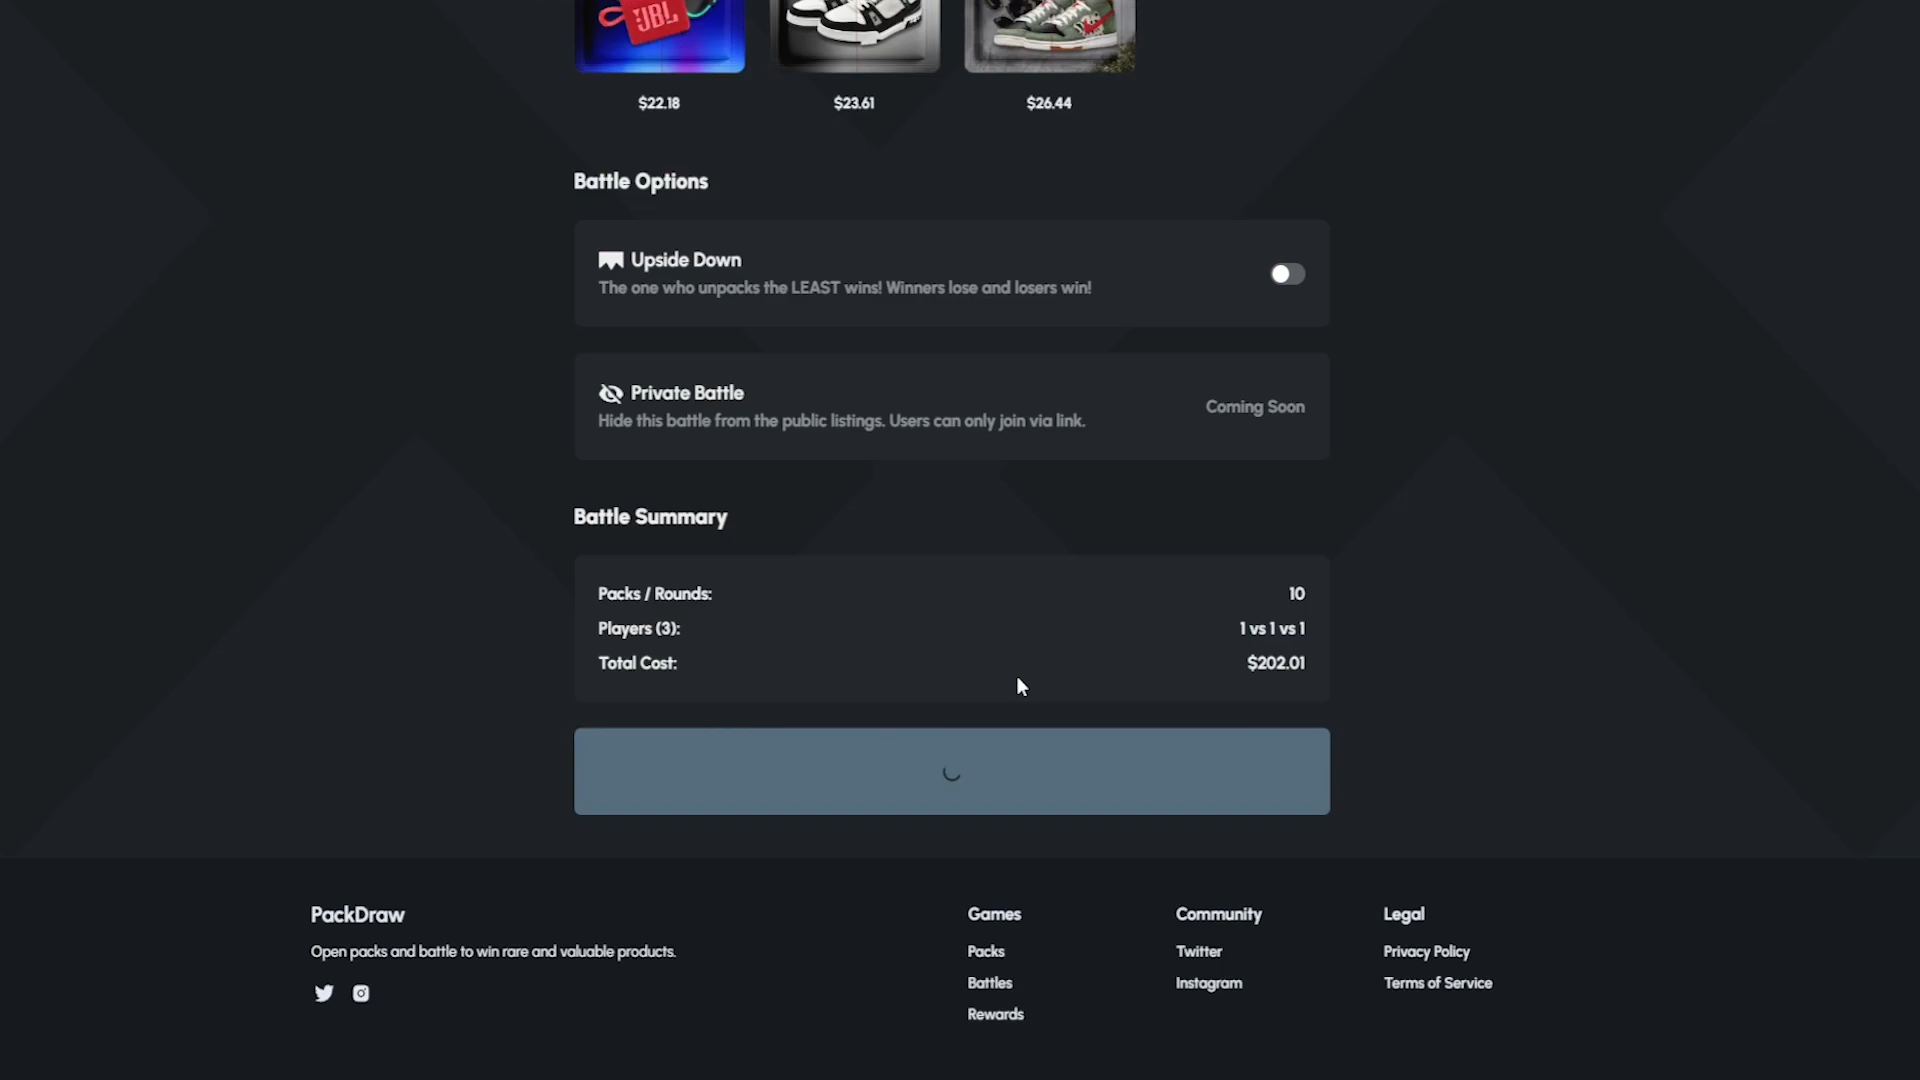 JBL
$22.18
$23.61
$26.44
Battle Options
Upside Down
The one who unpacks the LEAST wins! Winners lose and losers win!
Private Battle
Hide this battle from the public listings. Users can only join via link.
Coming Soon
Battle Summary
Packs / Rounds:
10
Players (3):
1 vs 1 vs 1
Total Cost:
$202.01
PackDraw
Open packs and battle to win rare and valuable products.
Games
Packs
Battles
Rewards
Community
Twitter
Instagram
Legal
Privacy Policy
Terms of Service